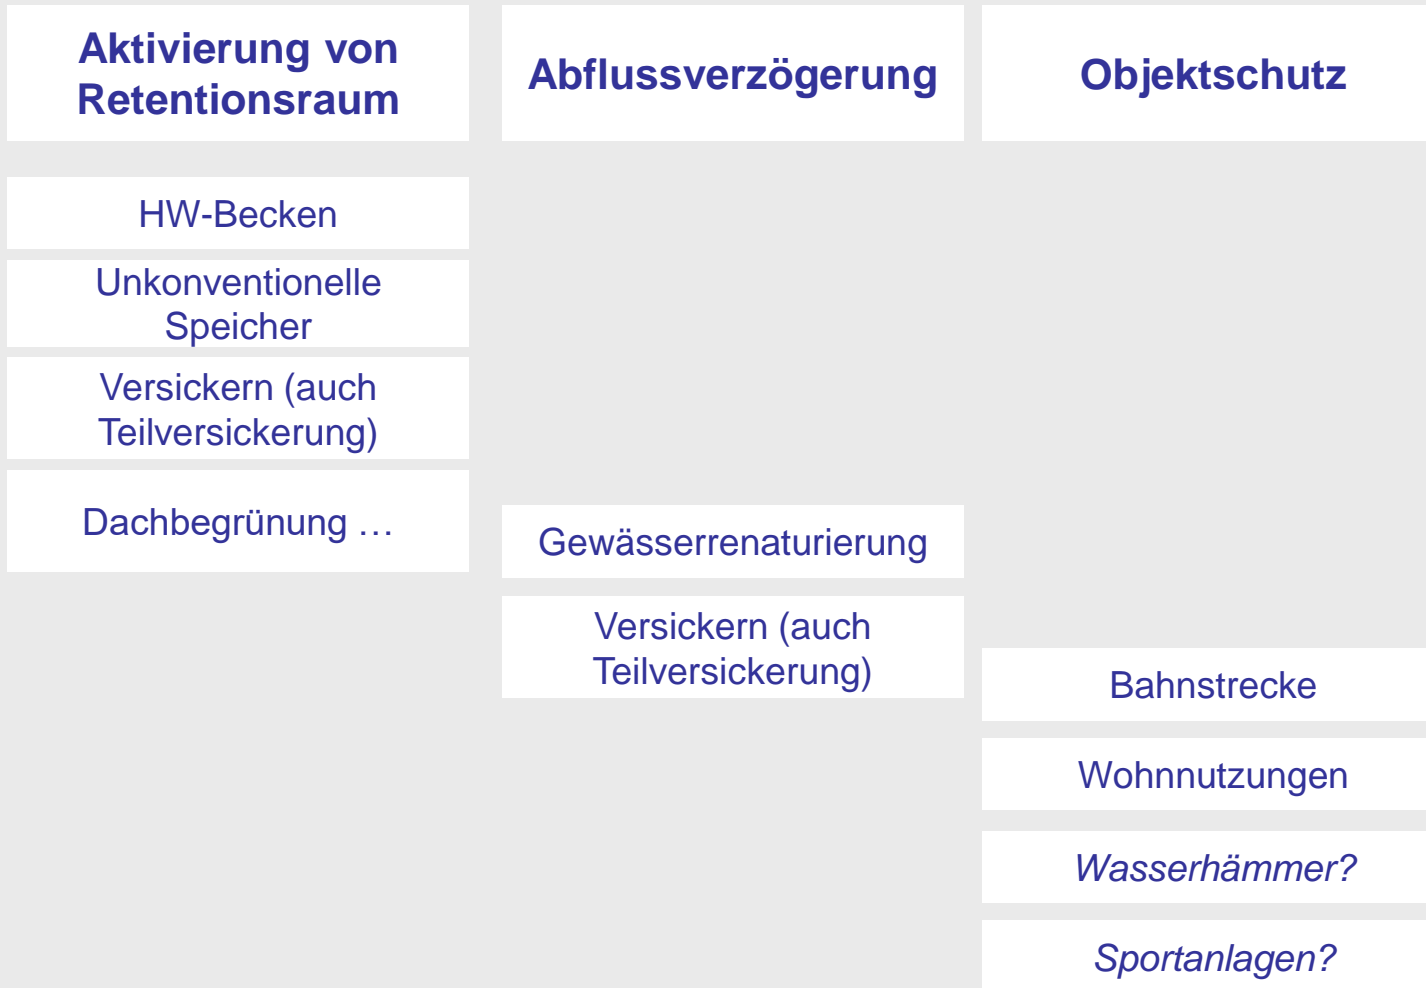 Aktivierung von
Retentionsraum
Abflussverzögerung
Objektschutz
HW-Becken
Unkonventionelle
Speicher
Versickern (auch
Teilversickerung)
Dachbegrünung …
Gewässerrenaturierung
Versickern (auch
Teilversickerung)
Bahnstrecke
Wohnnutzungen
Wasserhämmer?
Sportanlagen?